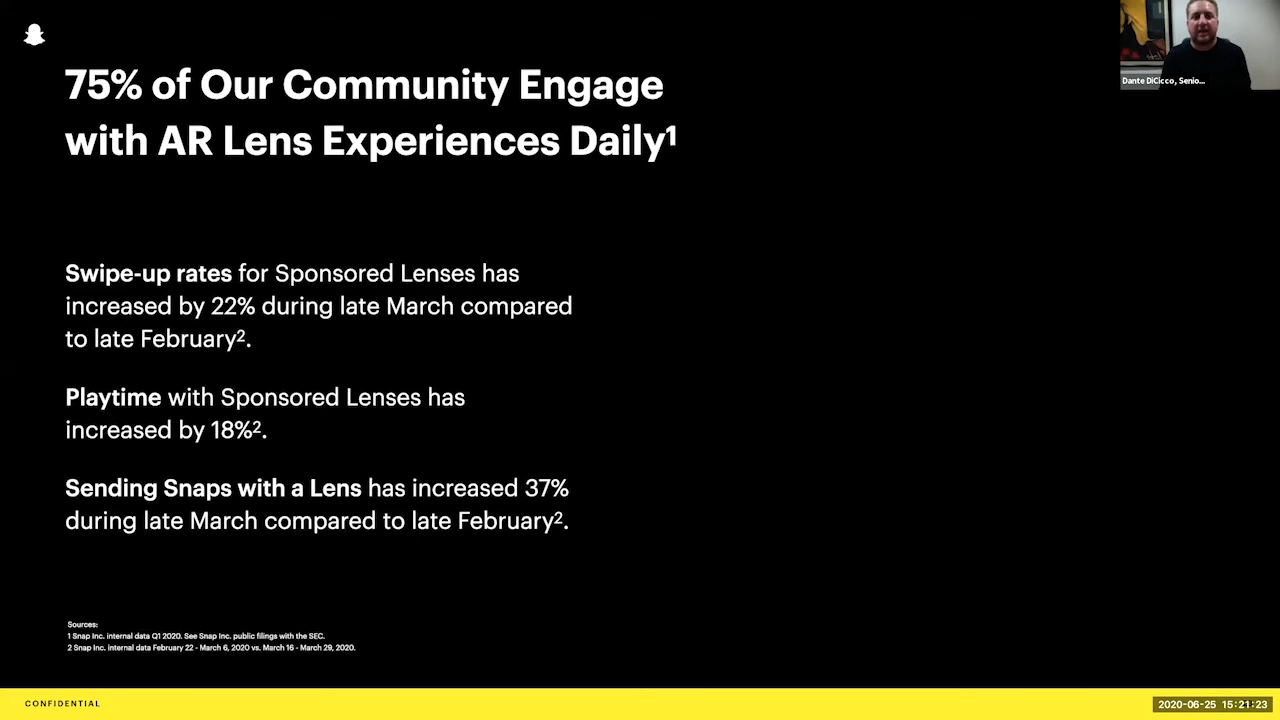 75% of Our Community Engage
with AR Lens Experiences Daily¹
Swipe-up rates for Sponsored Lenses has
increased by 22% during late March compared
to late February².
Playtime with Sponsored Lenses has
increased by 18%².
Sending Snaps with a Lens has increased 37%
during late March compared to late February².
Sources:
1 Snap Inc. internal data Q1 2020. See Snap Inc. public filings with the SEC.
2 Snap Inc. internal data February 22 - March 6, 2020 vs. March 16 - March 29, 2020.
CONFIDENTIAL
Dante DiCicco, Senio...
2020-06-25 15:21:23